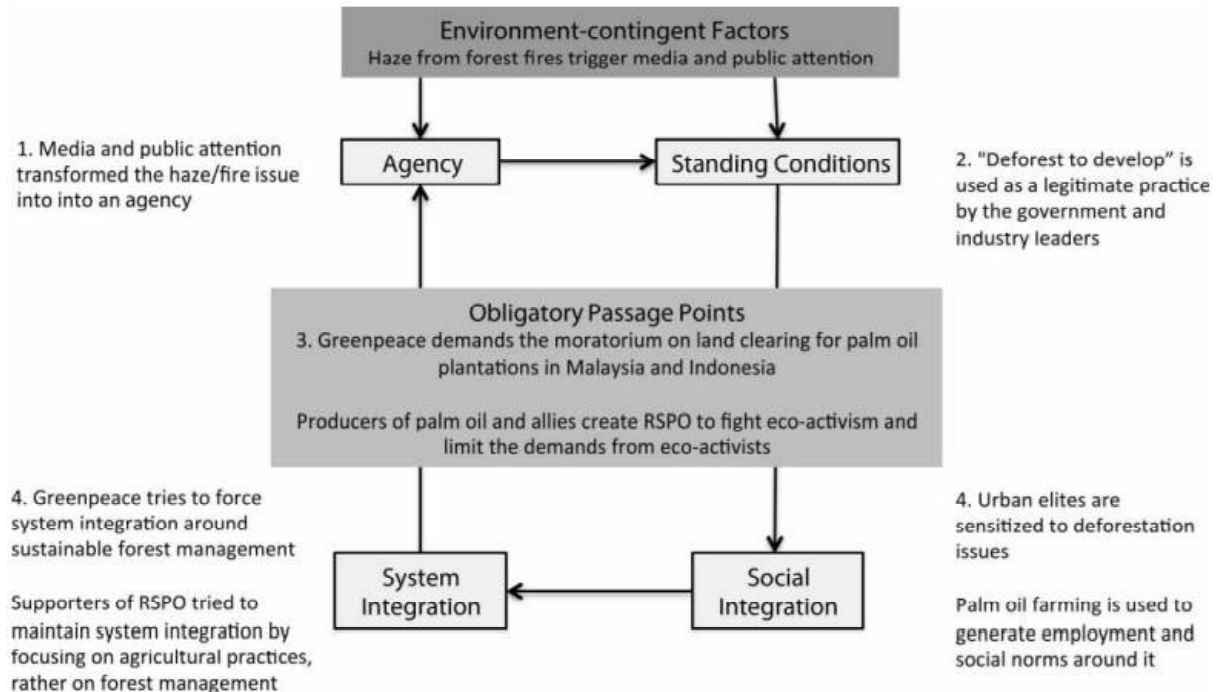 Environment-contingent Factors
Haze from forest fires trigger media and public attention
1. Media and public attention
transformed the haze/fire issue
into into an agency
Agency
Standing Conditions
2. "Deforest to develop” is
used as a legitimate practice
by the government and
industry leaders
Obligatory Passage Points
3. Greenpeace demands the moratorium on land clearing for palm oil
plantations in Malaysia and Indonesia
Producers of palm oil and allies create RSPO to fight eco-activism and
limit the demands from eco-activists
4. Greenpeace tries to force
system integration around
sustainable forest management
Supporters of RSPO tried to
maintain system integration by
focusing on agricultural practices,
rather on forest management
System
Integration
Social
Integration
4. Urban elites are
sensitized to deforestation
issues
Palm oil farming is used to
generate employment and
social norms around it